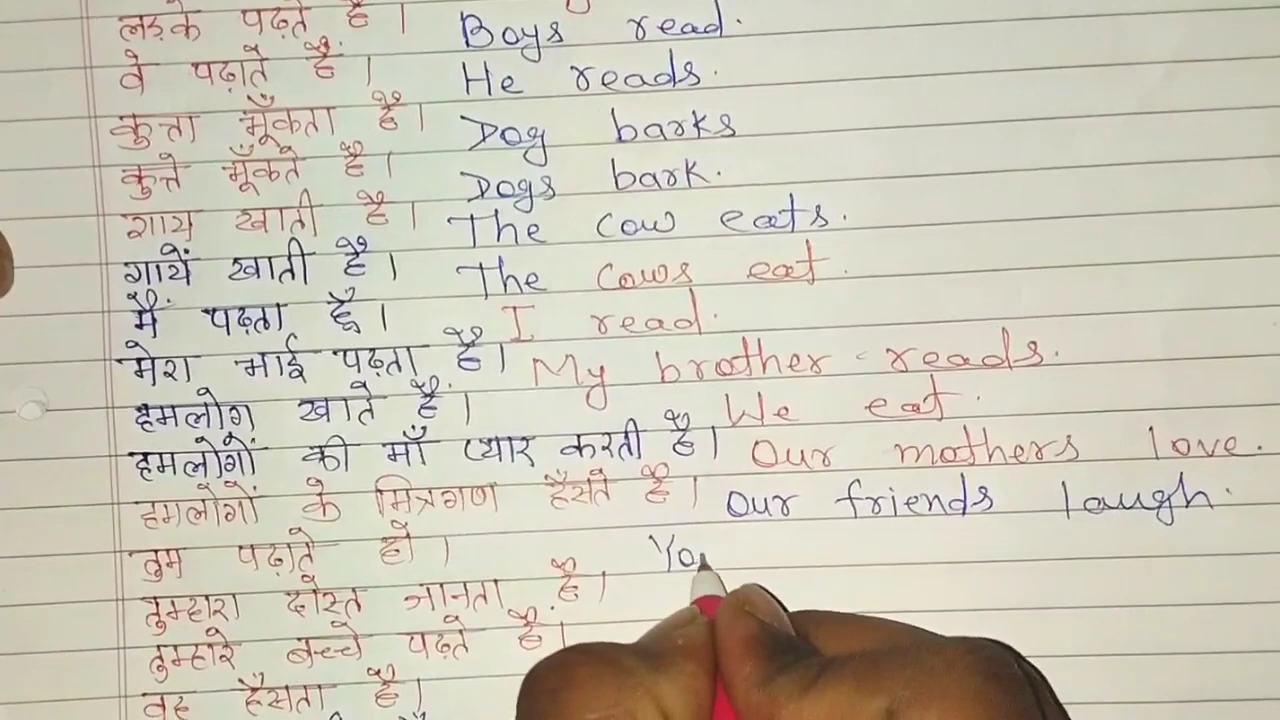 लड़के पढ़ते है । Boys read.
वे पढ़ाते हैं । He reads.
कुत्ता भूँकता है । Dog barks
कुत्ते भूँकते है । Dogs bark.
गाय खाती है । The cow eats.
गायें खाती है । The cows eat.
मैं पढ़ता हूँ । I read.
मेरा भाई पढ़ता है । My brother reads.
हमलोग खाते हैं । We eat.
हमलोगों की माँ प्यार करती है । Our mothers love.
हमलोगों के मित्रगण हँसते है । Our friends laugh.
तुम पढ़ाते हो । Yo
तुम्हारा दोस्त जानता है ।
तुम्हारे बच्चे पढ़ते हैं ।
वह हँसता है ।